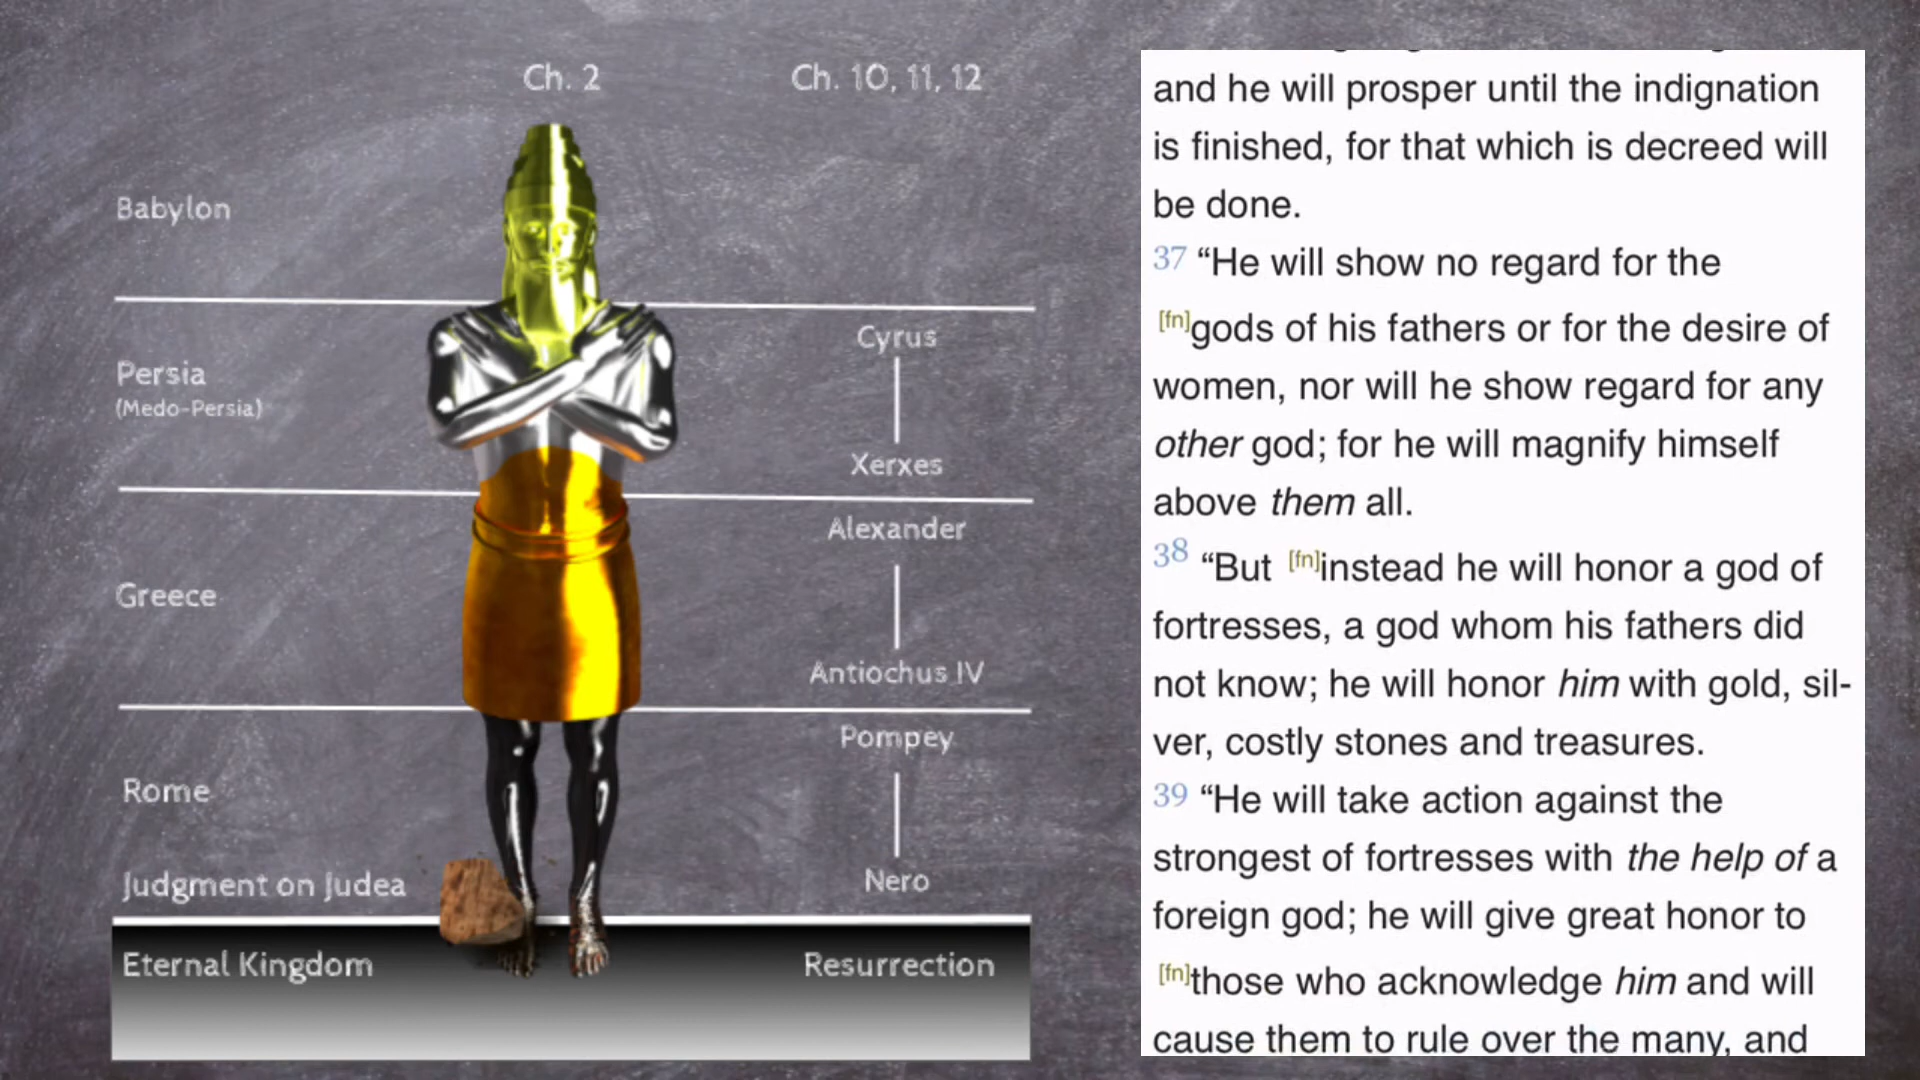 Ch. 2
Ch. 10, 11, 12
Babylon
Persia
(Medo-Persia)
Greece
Rome
Judgment on Judea
Eternal Kingdom
Cyrus
Xerxes
Alexander
Antiochus IV
Pompey
Nero
Resurrection
and he will prosper until the indignation
is finished, for that which is decreed will
be done.
37 “He will show no regard for the
[fn]gods of his fathers or for the desire of
women, nor will he show regard for any
other god; for he will magnify himself
above them all.
38 “But [fn]instead he will honor a god of
fortresses, a god whom his fathers did
not know; he will honor him with gold, sil-
ver, costly stones and treasures.
39 “He will take action against the
strongest of fortresses with the help of a
foreign god; he will give great honor to
[fn]those who acknowledge him and will
cause them to rule over the many, and